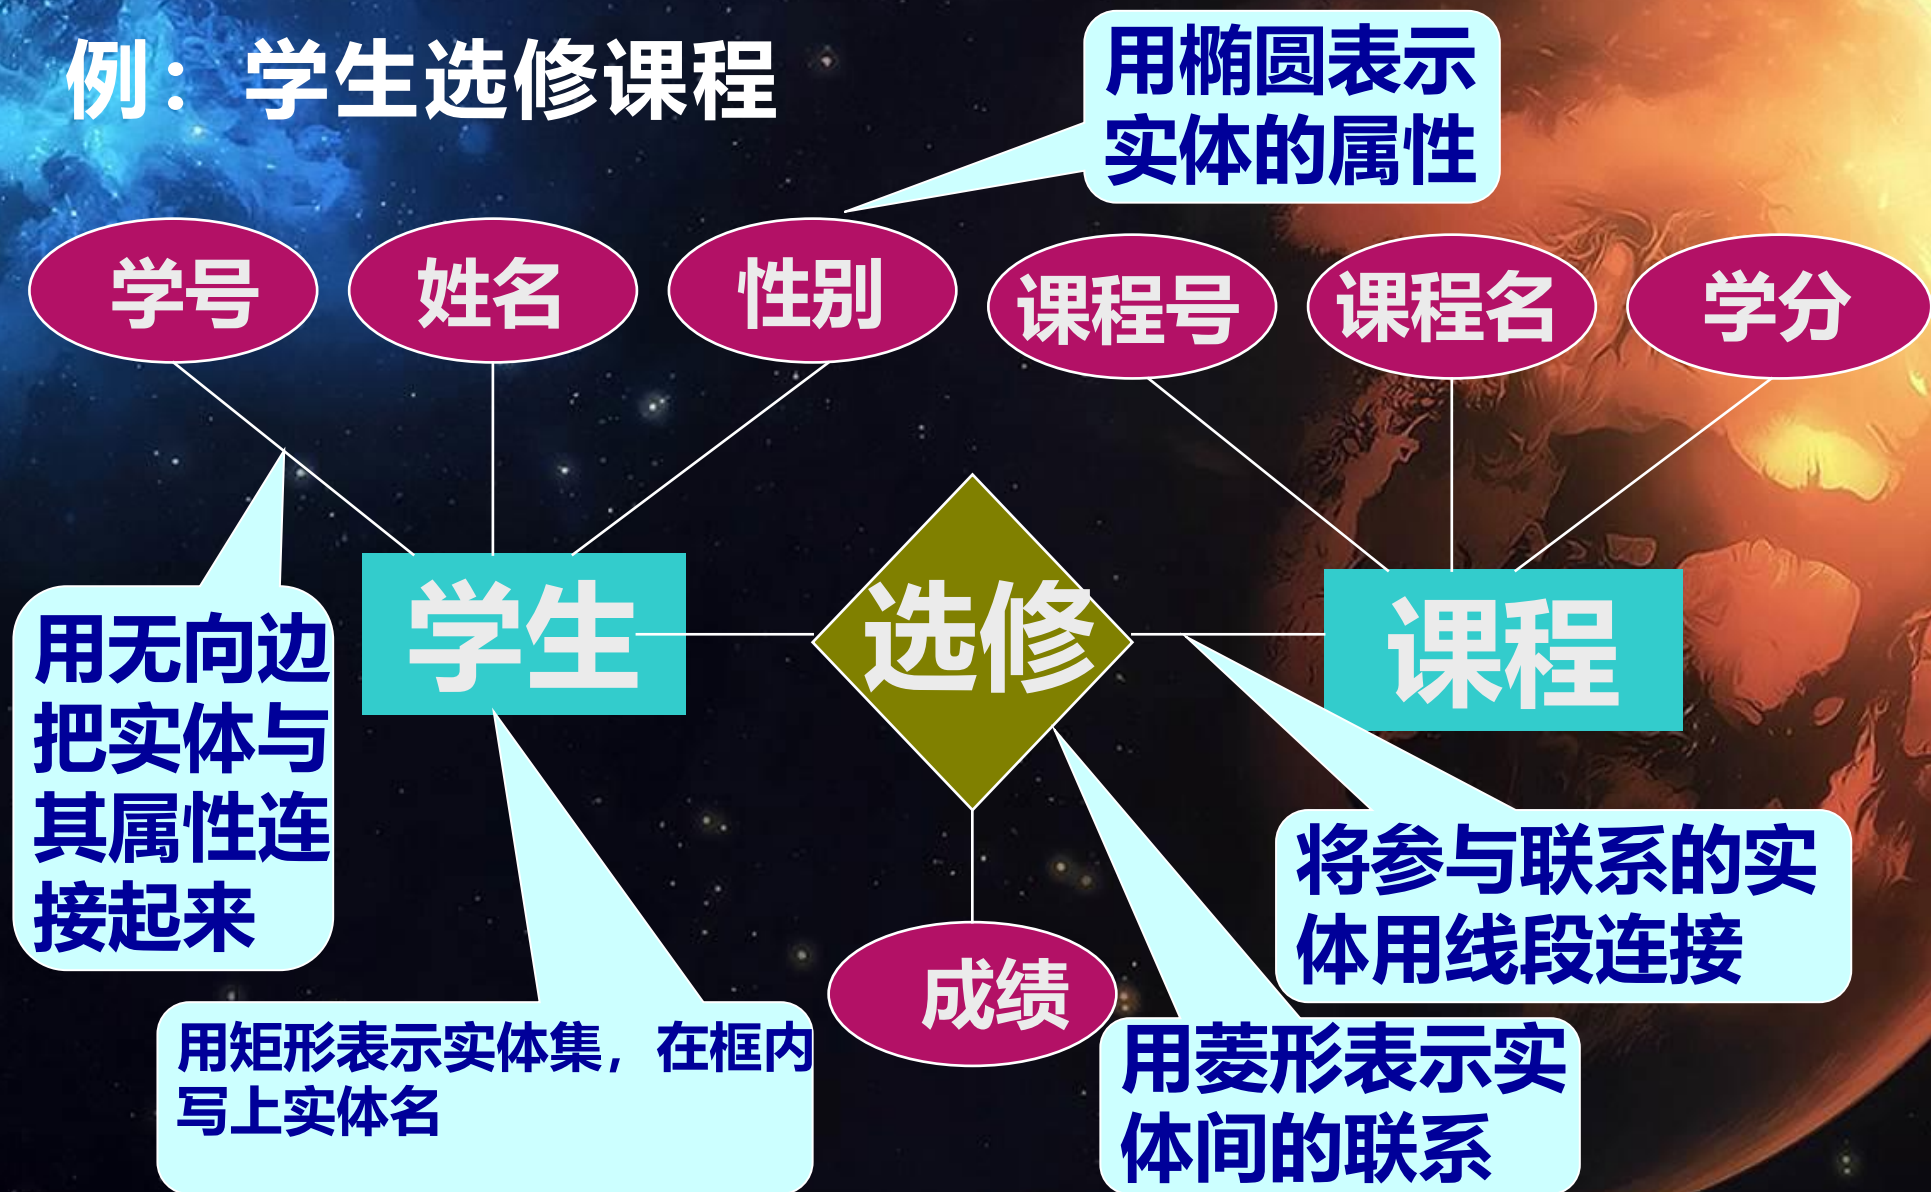 例：学生选修课程
用椭圆表示
实体的属性
学号
姓名
性别
课程号
课程名
学分
学生
选修
课程
用无向边
把实体与
其属性连
接起来
将参与联系的实
体用线段连接
成绩
用矩形表示实体集，在框内
写上实体名
用菱形表示实
体间的联系